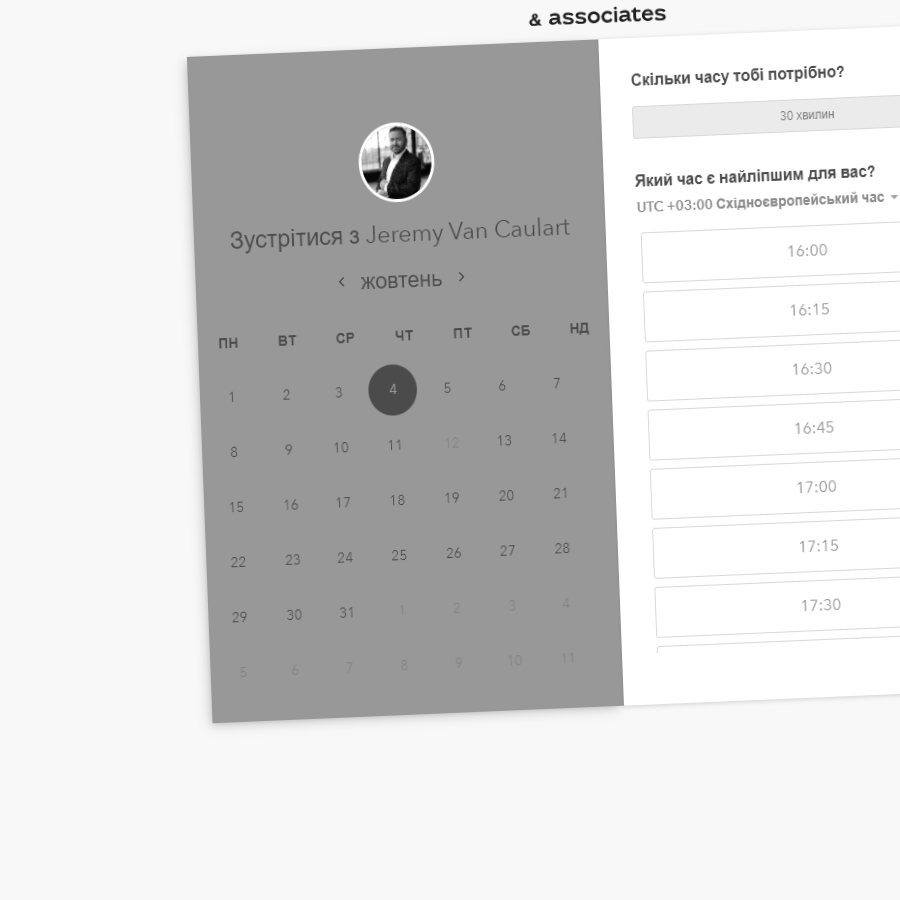 & associates
Зустрітися з Jeremy Van Caulart
жовтень
ПН ВТ СР ЧТ ПТ СБ НД
1 2 3 4 5 6 7
8 9 10 11 12 13 14
15 16 17 18 19 20 21
22 23 24 25 26 27 28
29 30 31 1 2 3 4
5 6 7 8 9 10 11
Скільки часу тобі потрібно?
30 хвилин
Який час є найліпшим для вас?
UTC +03:00 Східноєвропейський час
16:00
16:15
16:30
16:45
17:00
17:15
17:30